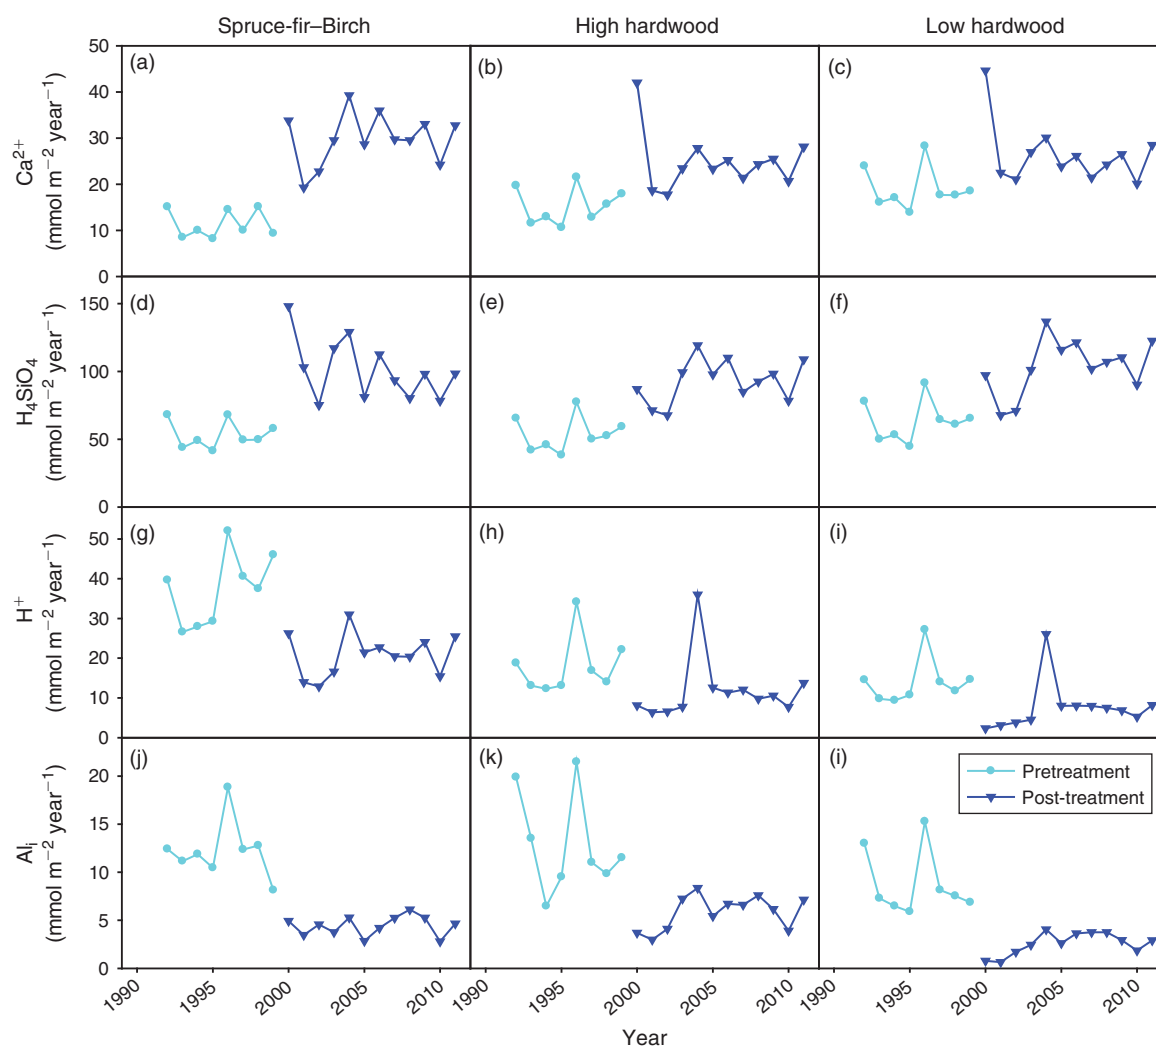 Spruce-fir–Birch High hardwood Low hardwood
50 (a) (b) (c)
40
30
20
10
0
Ca²⁺
(mmol m⁻² year⁻¹)
150 (d) (e) (f)
100
50
0
H₄SiO₄
(mmol m⁻² year⁻¹)
(g) (h) (i)
50
40
30
20
10
0
H⁺
(mmol m⁻² year⁻¹)
(j) (k) (i)
20
15
10
5
0
Alᵢ
(mmol m⁻² year⁻¹)
Pretreatment
Post-treatment
1990 1995 2000 2005 2010 1990 1995 2000 2005 2010 1990 1995 2000 2005 2010
Year